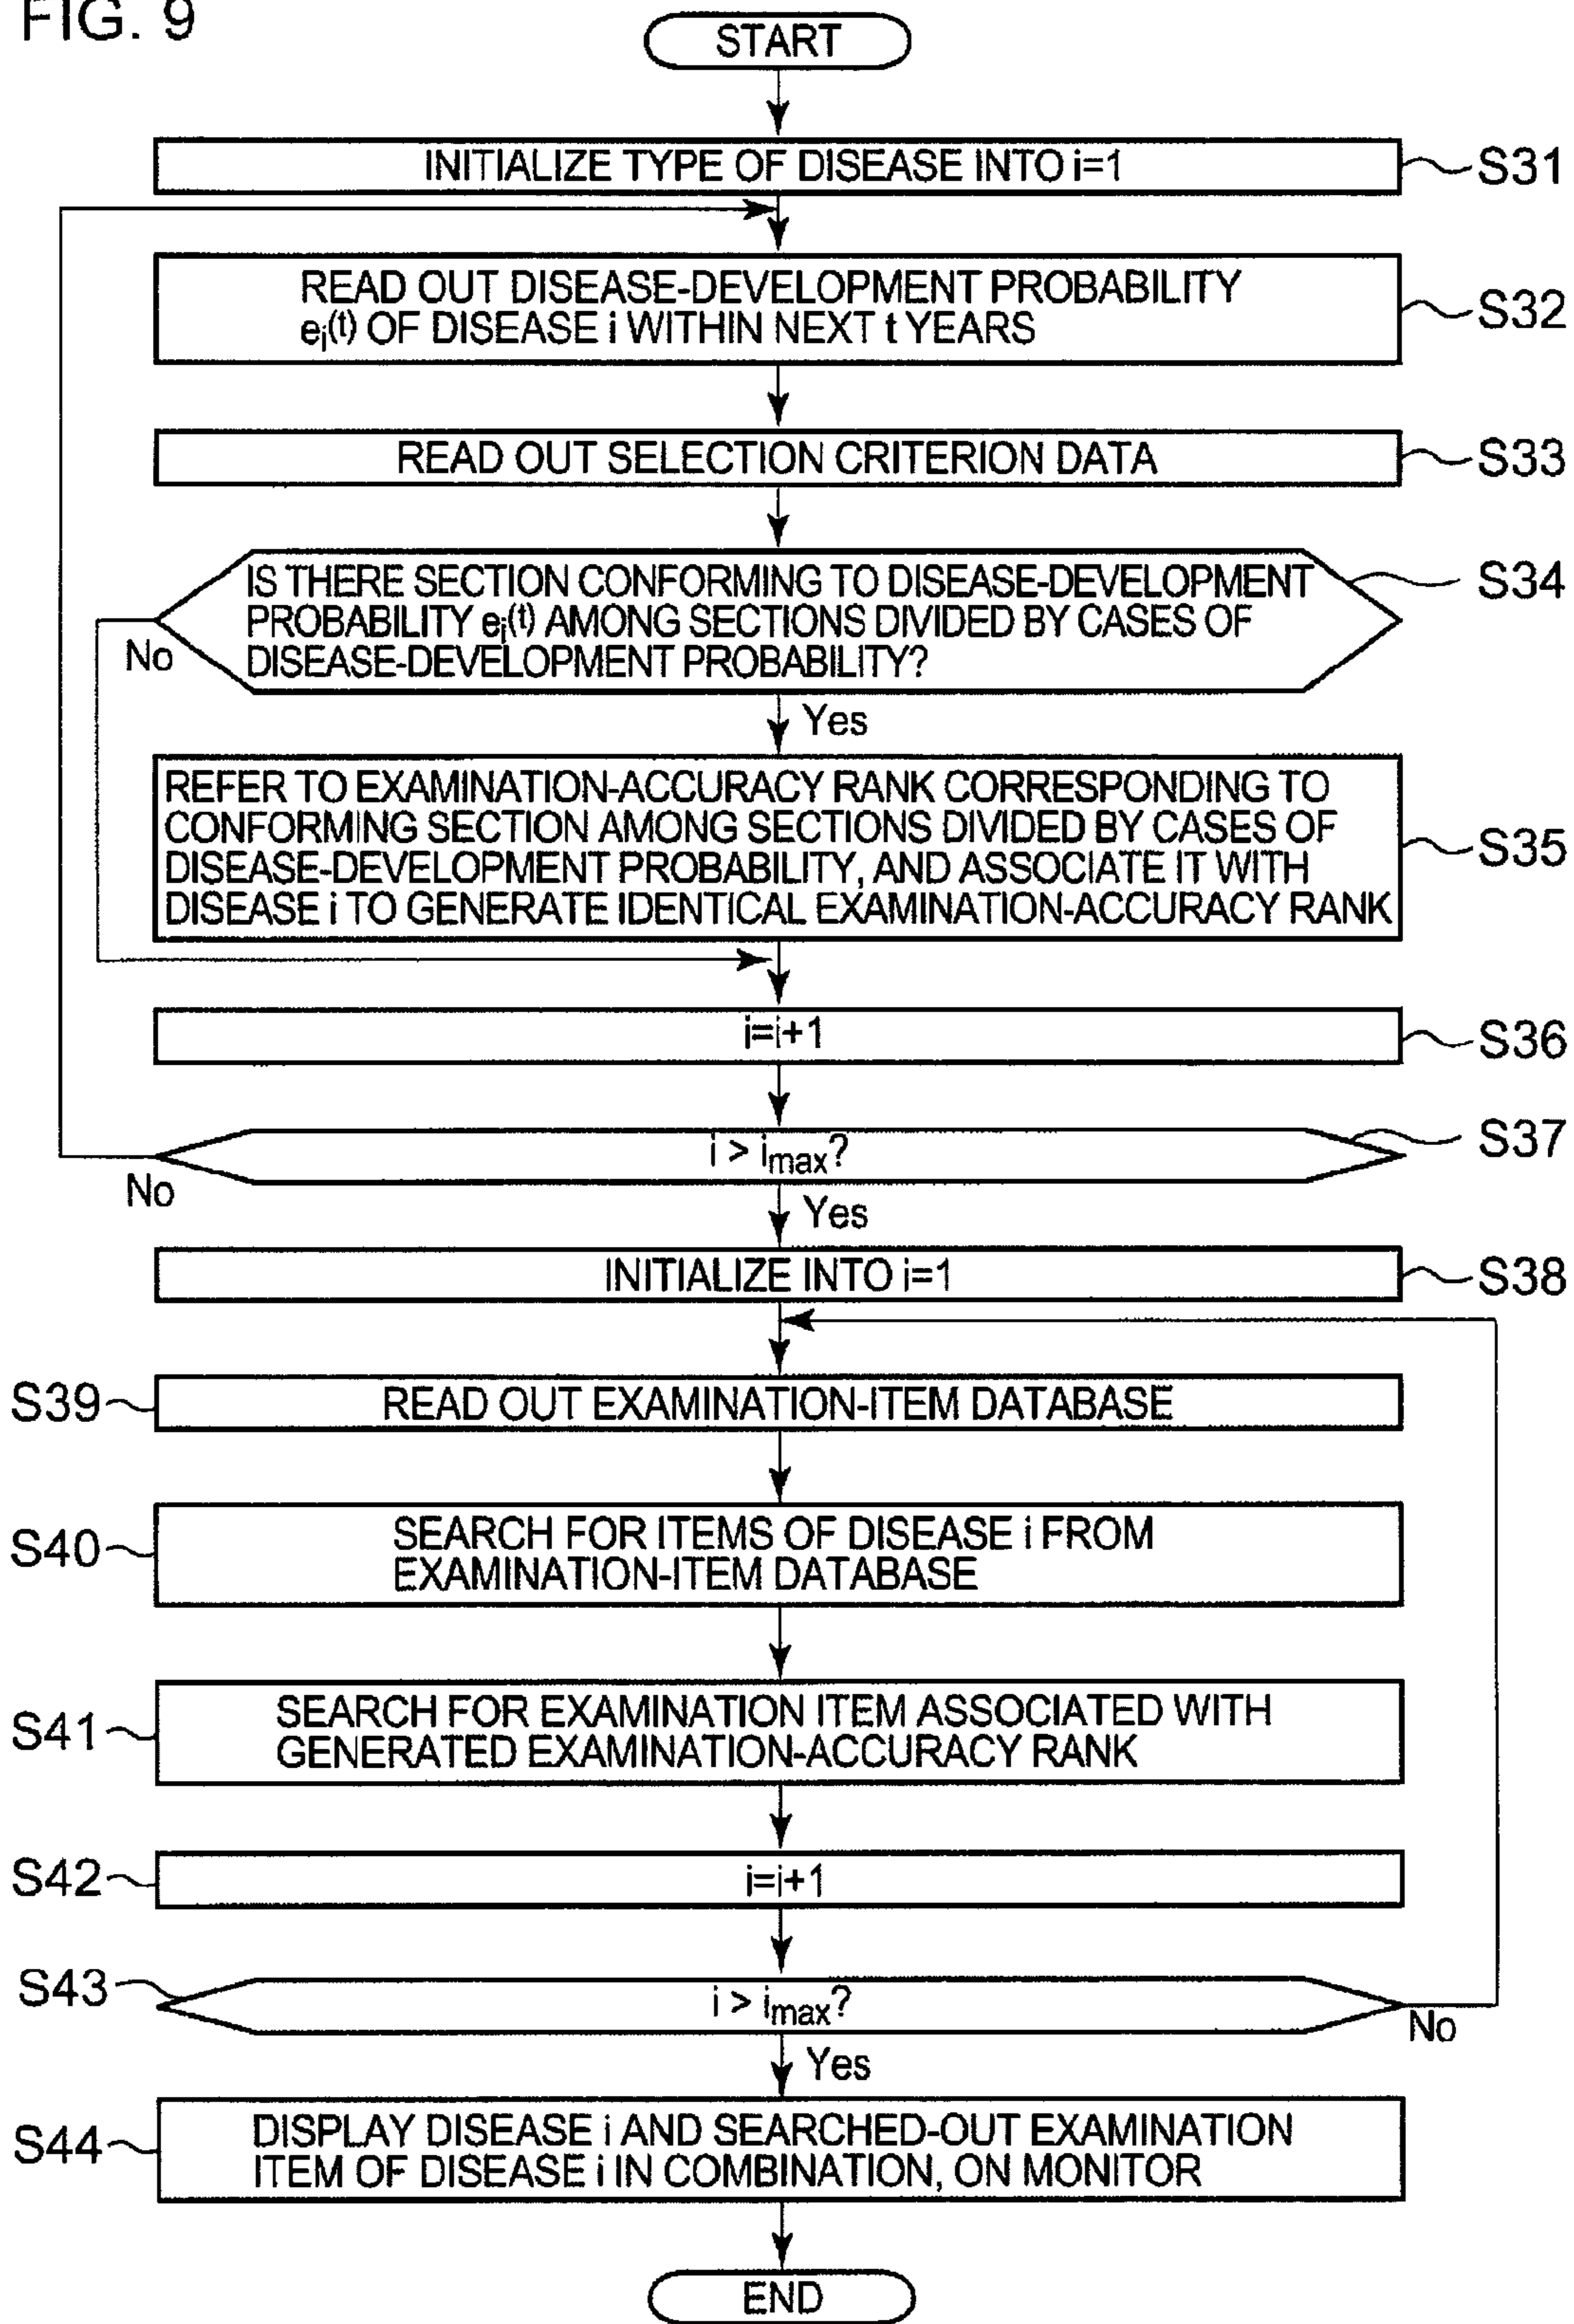 FIG. 9
START
INITIALIZE TYPE OF DISEASE INTO i=1
S31
READ OUT DISEASE-DEVELOPMENT PROBABILITY
ei(t) OF DISEASE i WITHIN NEXT t YEARS
S32
READ OUT SELECTION CRITERION DATA
S33
IS THERE SECTION CONFORMING TO DISEASE-DEVELOPMENT
PROBABILITY ei(t) AMONG SECTIONS DIVIDED BY CASES OF
DISEASE-DEVELOPMENT PROBABILITY?
S34
No
Yes
REFER TO EXAMINATION-ACCURACY RANK CORRESPONDING TO
CONFORMING SECTION AMONG SECTIONS DIVIDED BY CASES OF
DISEASE-DEVELOPMENT PROBABILITY, AND ASSOCIATE IT WITH
DISEASE i TO GENERATE IDENTICAL EXAMINATION-ACCURACY RANK
S35
i=i+1
S36
i > imax?
S37
No
Yes
INITIALIZE INTO i=1
S38
S39
READ OUT EXAMINATION-ITEM DATABASE
S40
SEARCH FOR ITEMS OF DISEASE i FROM
EXAMINATION-ITEM DATABASE
S41
SEARCH FOR EXAMINATION ITEM ASSOCIATED WITH
GENERATED EXAMINATION-ACCURACY RANK
S42
i=i+1
S43
i > imax?
No
Yes
S44
DISPLAY DISEASE i AND SEARCHED-OUT EXAMINATION
ITEM OF DISEASE i IN COMBINATION, ON MONITOR
END